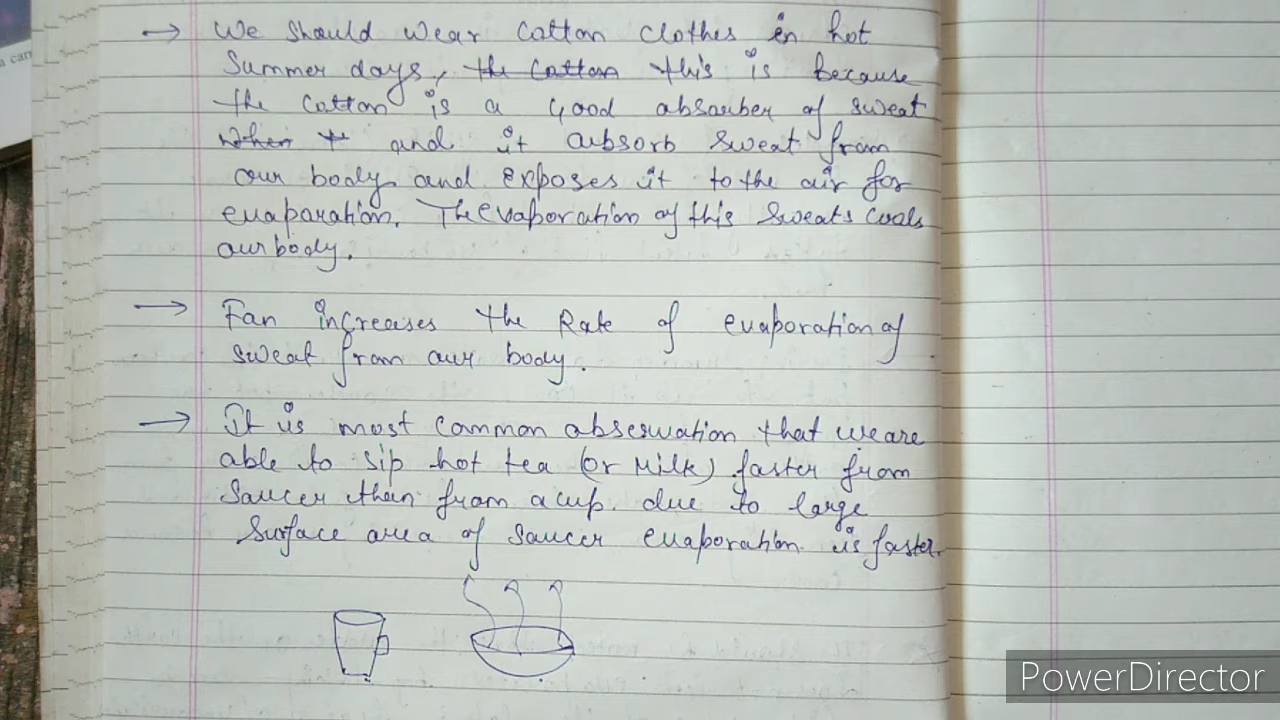 → We should wear cotton clothes in hot
Summer days, the cotton this is because
the cotton is a good absorber of sweat
When t and it absorb sweat from
our body and exposes it to the air for
evaporation. The evaporation of this sweats cools
our body.
→ Fan increases the Rate of evaporation of
sweat from our body.
→ It is most common observation that we are
able to sip hot tea (or Milk) faster from
saucer than from a cup. due to large
surface area of saucer evaporation is faster.
PowerDirector